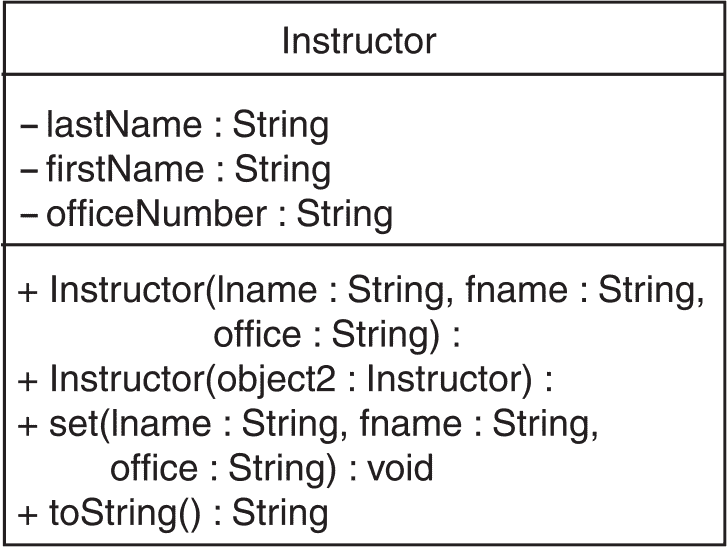 Instructor
– lastName : String
– firstName : String
– officeNumber : String
+ Instructor(lname : String, fname : String,
office : String) :
+ Instructor(object2 : Instructor) :
+ set(lname : String, fname : String,
office : String) : void
+ toString() : String